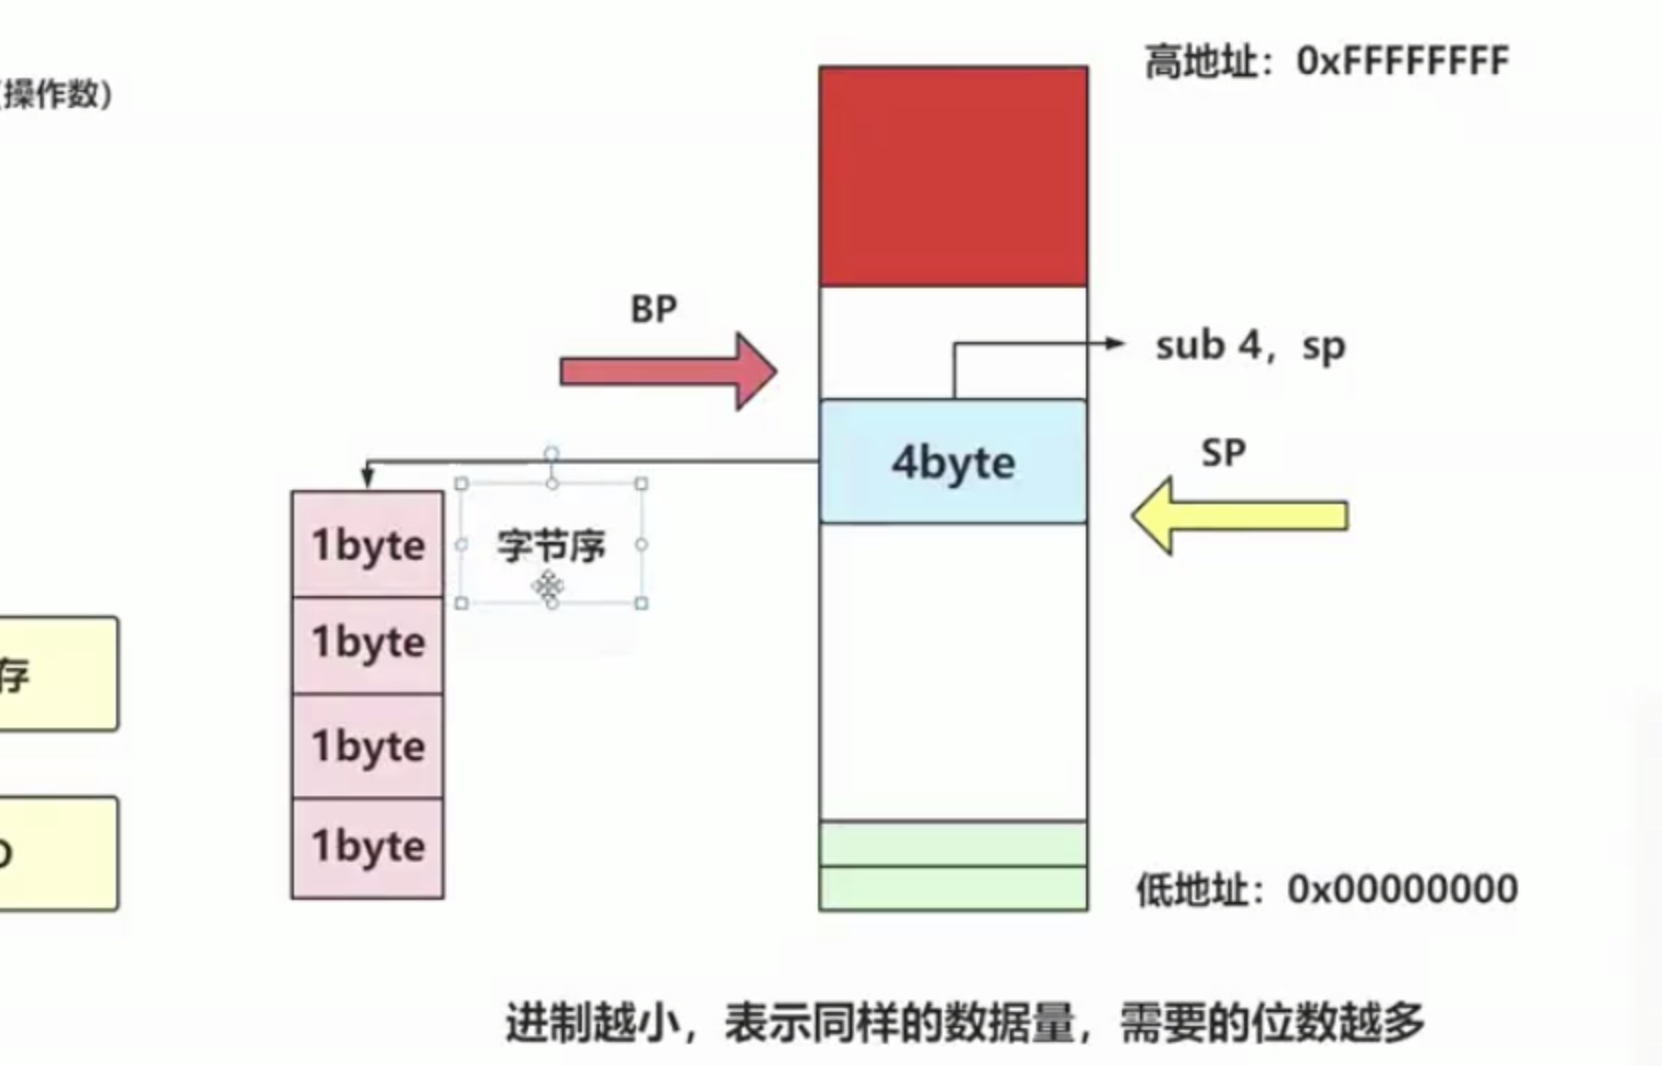 高地址：0xFFFFFFFF
(操作数)
BP
sub 4，sp
SP
4byte
1byte
字节序
1byte
存
1byte
1byte
低地址：0x00000000
进制越小，表示同样的数据量，需要的位数越多